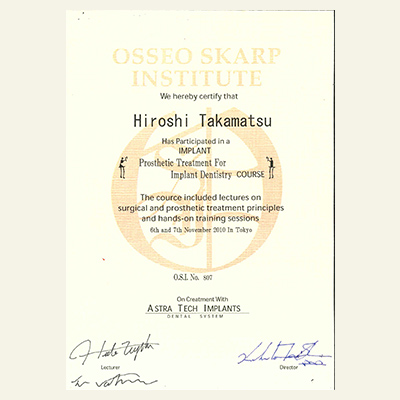 OSSEO SKARP
INSTITUTE
We hereby certify that
Hiroshi Takamatsu
Has Participated in a
IMPLANT
Prosthetic Treatment For
Implant Dentistry COURSE
The cource included lectures on
surgical and prosthetic treatment principles
and hands-on training sessions
6th and 7th November 2010 In Tokyo
O.S.I. No. 807
On Creatment With
ASTRA TECH IMPLANTS
DENTAL SYSTEM
Lecturer
Director